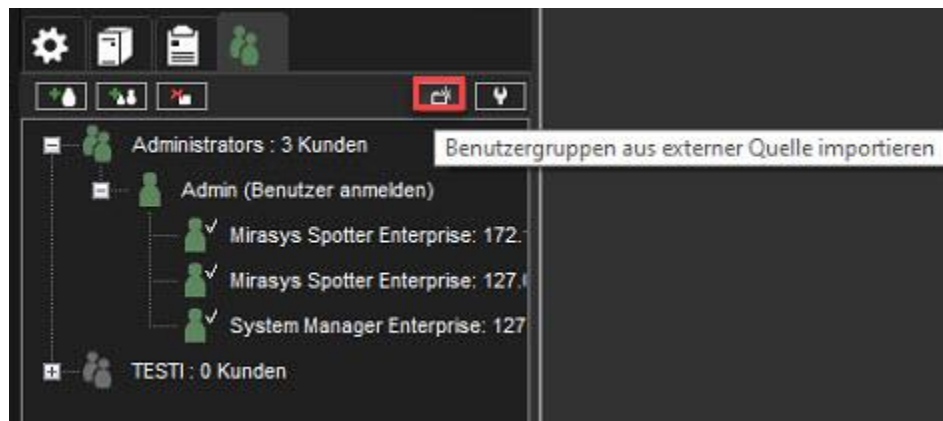 Administrators : 3 Kunden
Benutzergruppen aus externer Quelle importieren
Admin (Benutzer anmelden)
Mirasys Spotter Enterprise: 172.
Mirasys Spotter Enterprise: 127.
System Manager Enterprise: 127
TESTI : 0 Kunden